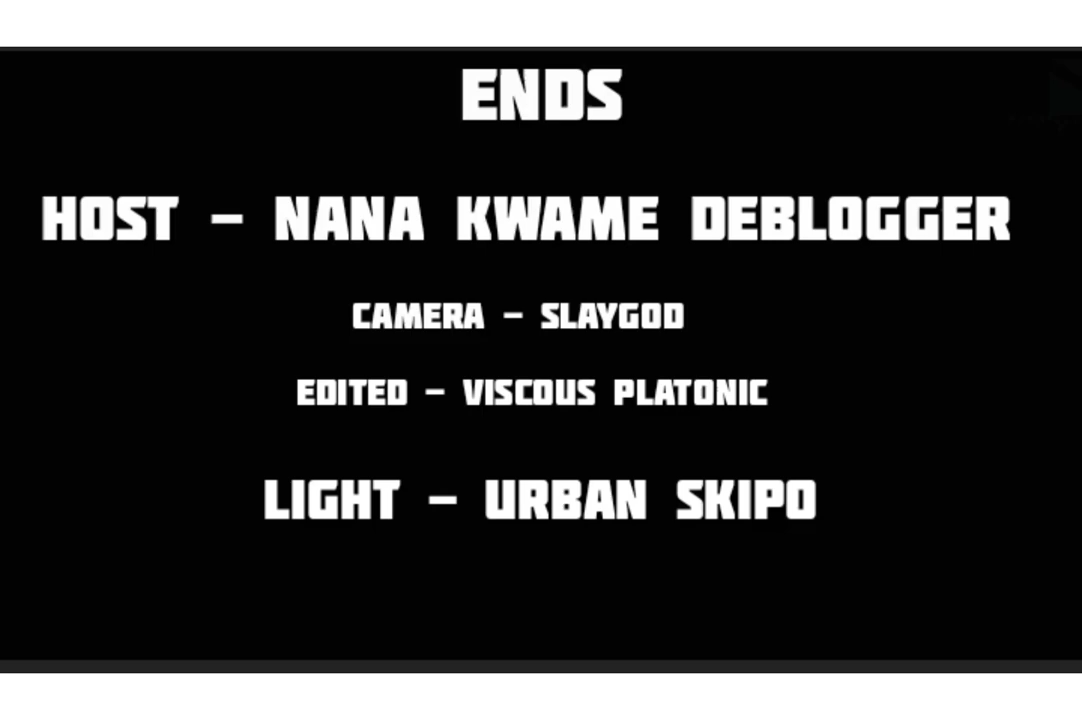 ENDS
HOST - NANA KWAME DEBLOGGER
CAMERA - SLAYGOD
EDITED - VISCOUS PLATONIC
LIGHT - URBAN SKIPO